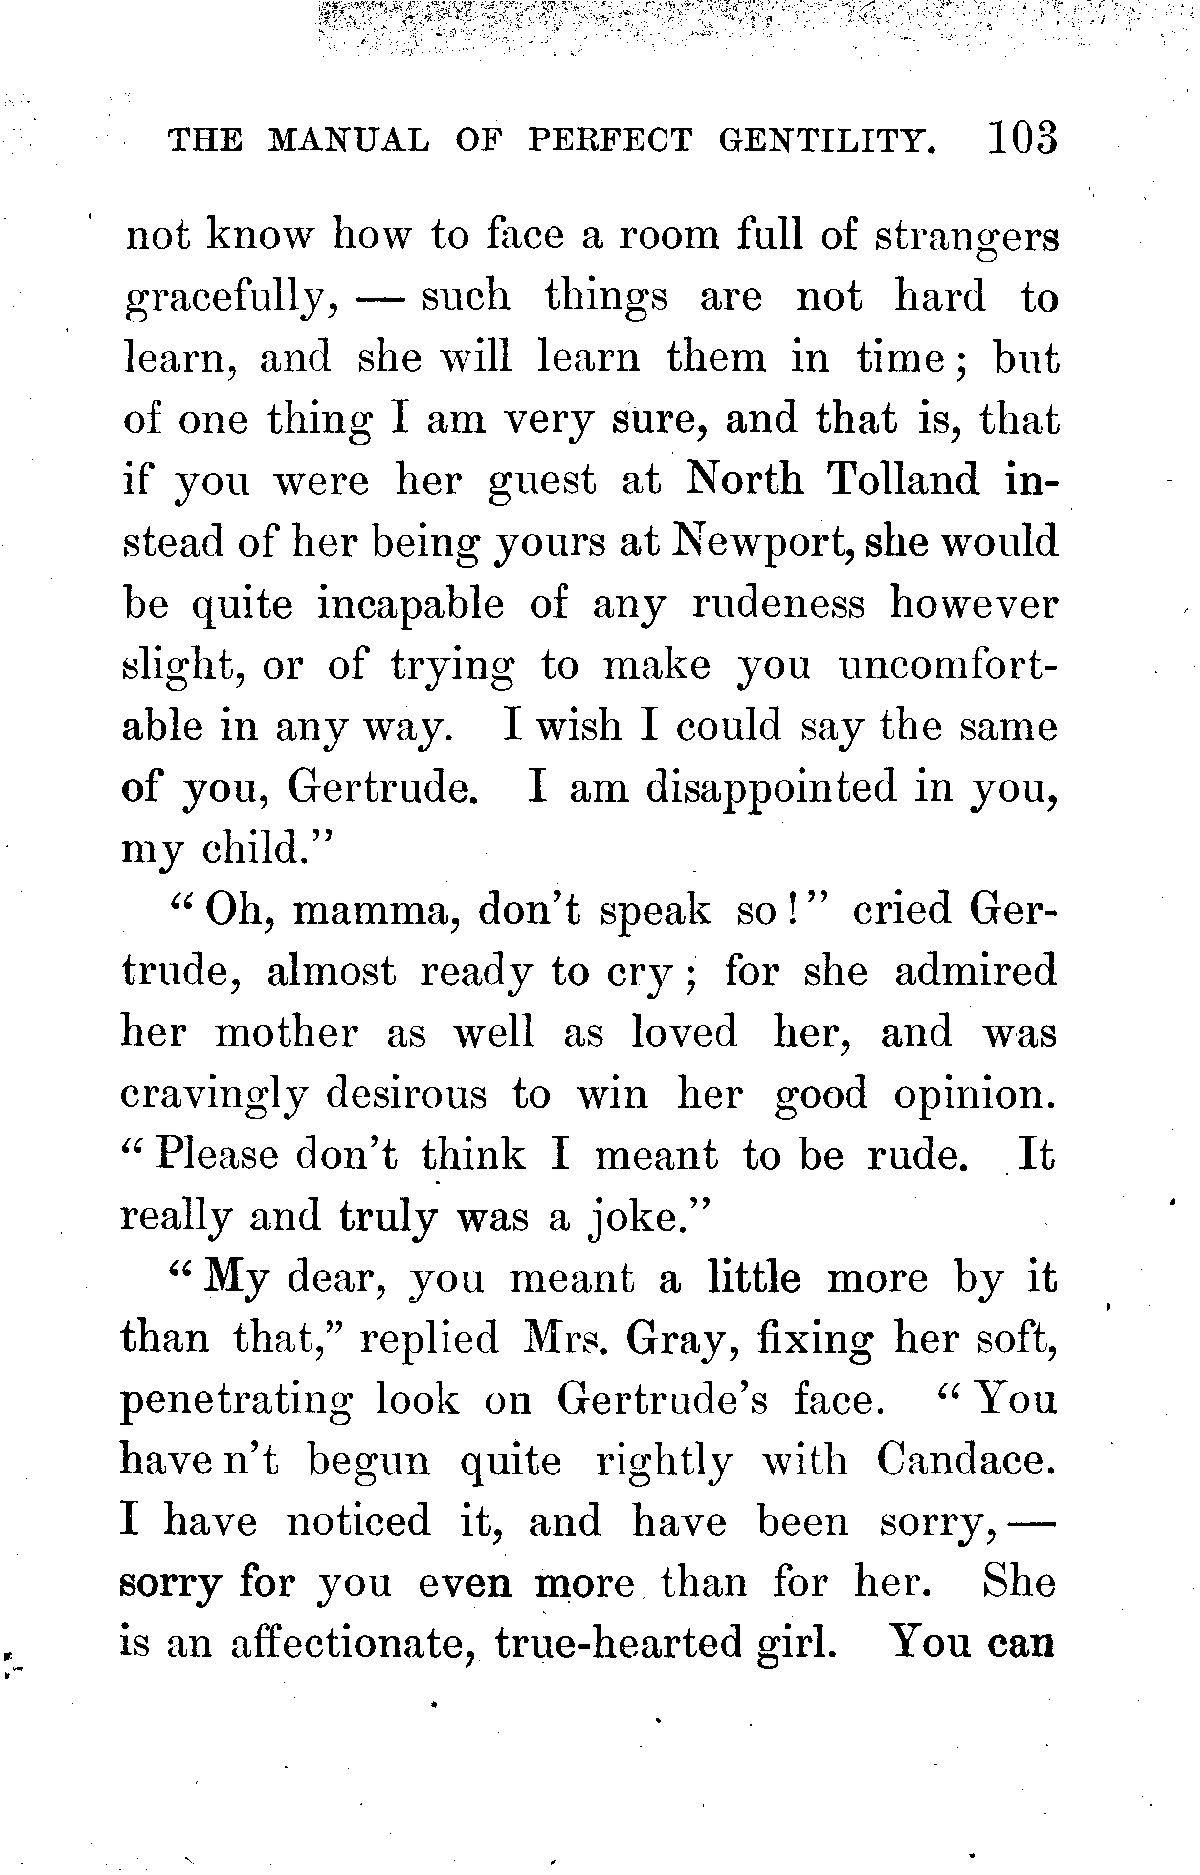 THE MANUAL OF PERFECT GENTILITY. 103
not know how to face a room full of strangers
gracefully, — such things are not hard to
learn, and she will learn them in time; but
of one thing I am very sure, and that is, that
if you were her guest at North Tolland in-
stead of her being yours at Newport, she would
be quite incapable of any rudeness however
slight, or of trying to make you uncomfort-
able in any way. I wish I could say the same
of you, Gertrude. I am disappointed in you,
my child."
"Oh, mamma, don't speak so!" cried Ger-
trude, almost ready to cry; for she admired
her mother as well as loved her, and was
cravingly desirous to win her good opinion.
"Please don't think I meant to be rude. It
really and truly was a joke."
"My dear, you meant a little more by it
than that," replied Mrs. Gray, fixing her soft,
penetrating look on Gertrude's face. "You
have n't begun quite rightly with Candace.
I have noticed it, and have been sorry, —
sorry for you even more than for her. She
is an affectionate, true-hearted girl. You can